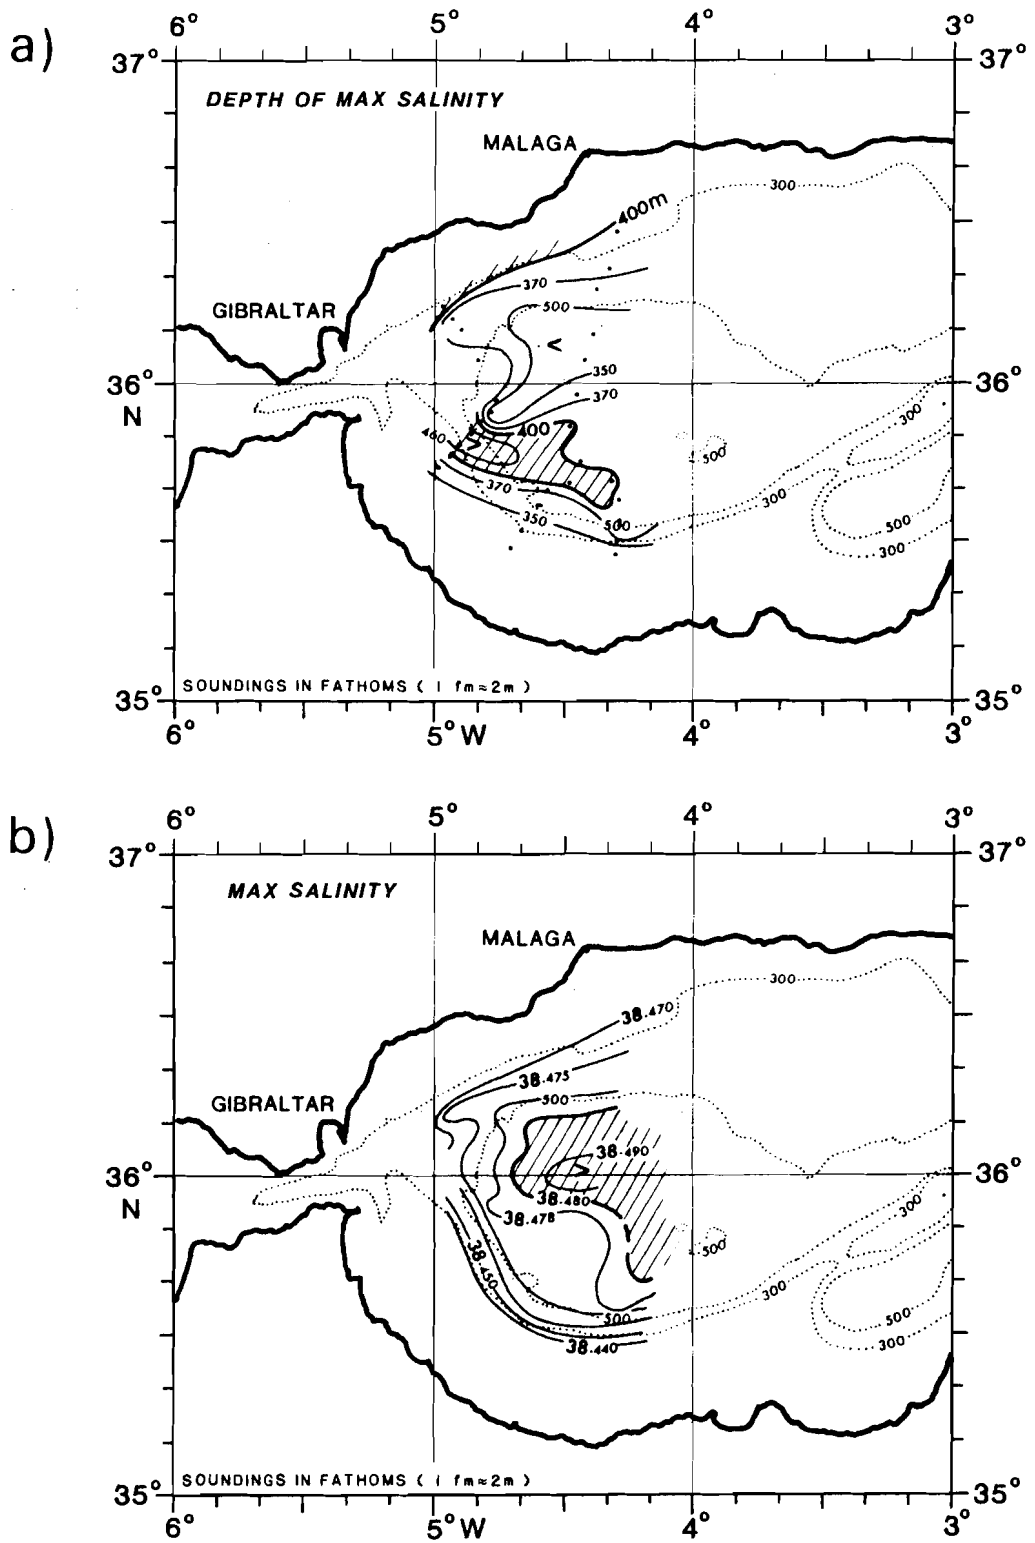 a)
6° 5° 4° 3°
37° 37°
DEPTH OF MAX SALINITY
MALAGA
300
400m
370
GIBRALTAR
500
V
350
36° 36°
370
N
300
400
460
V
500
370
300
350
500
500
300
SOUNDINGS IN FATHOMS ( 1 fm≈2m )
35° 35°
6° 5° W 4° 3°
b)
6° 5° 4° 3°
37° 37°
MAX SALINITY
MALAGA
300
38.470
38.475
GIBRALTAR
500
38.490
V
36° 36°
38.480
N
38.478
300
500
38.450
300
500
500
38.440
300
SOUNDINGS IN FATHOMS ( 1 fm≈2m )
35° 35°
6° 5° W 4° 3°